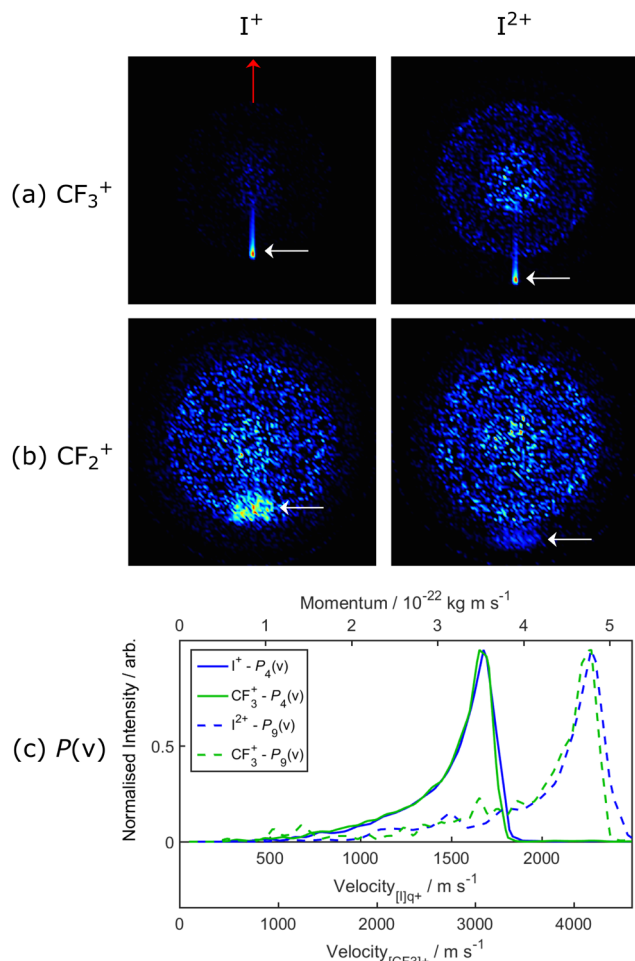 I⁺ I²⁺
(a) CF₃⁺
(b) CF₂⁺
Momentum / 10⁻²² kg m s⁻¹
0 1 2 3 4 5
Normalised Intensity / arb.
I⁺ - P₄(v)
CF₃⁺ - P₄(v)
I²⁺ - P₉(v)
CF₃⁺ - P₉(v)
(c) P(v)
0.5
0
500 1000 1500 2000
Velocity[I]q+ / m s⁻¹
0 1000 2000 3000 4000
Velocity[CF3]+ / m s⁻¹